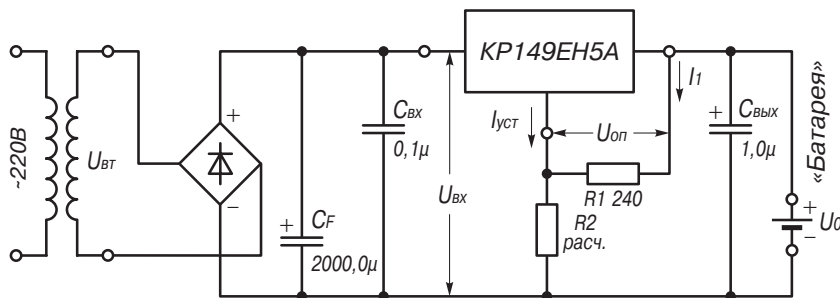 КР149ЕН5А
~220В
UВТ
+
−
+
CF
2000,0μ
CВХ
0,1μ
UВХ
IУСТ
UОП
I1
R1 240
R2
расч.
+
CВЫХ
1,0μ
«Батарея»
+
−
U0